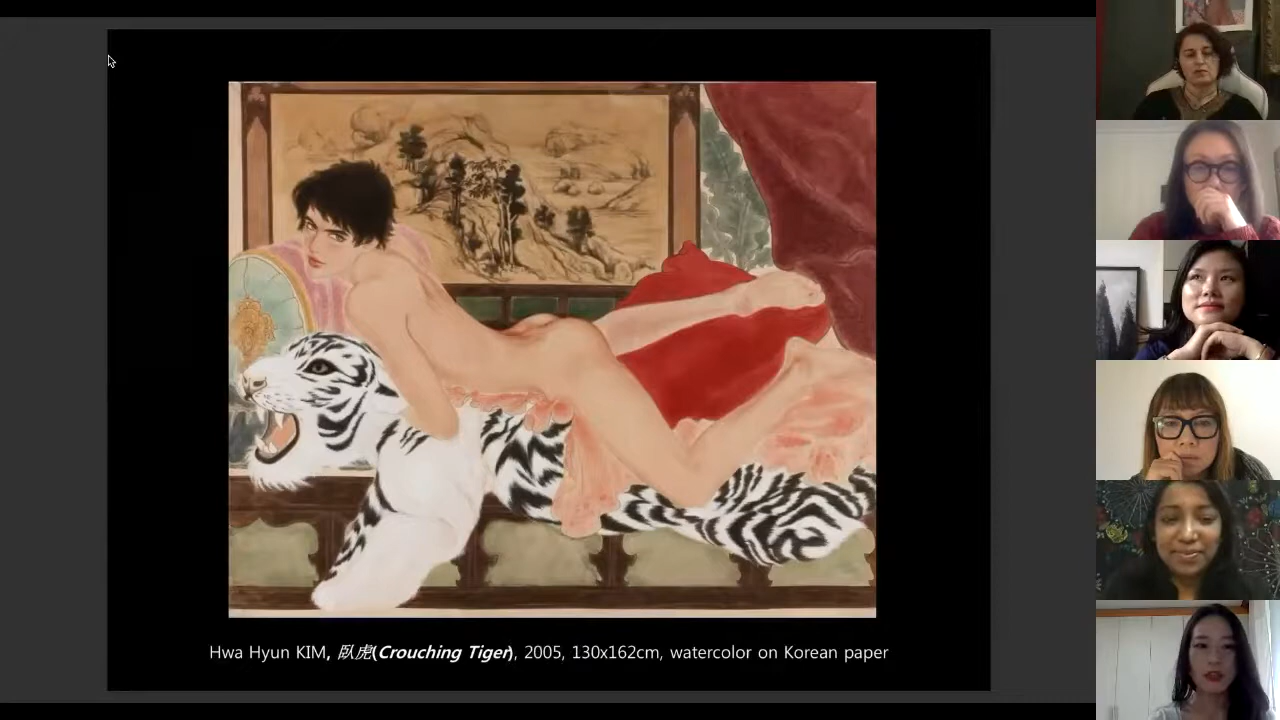 Hwa Hyun KIM, 臥虎(Crouching Tiger), 2005, 130x162cm, watercolor on Korean paper